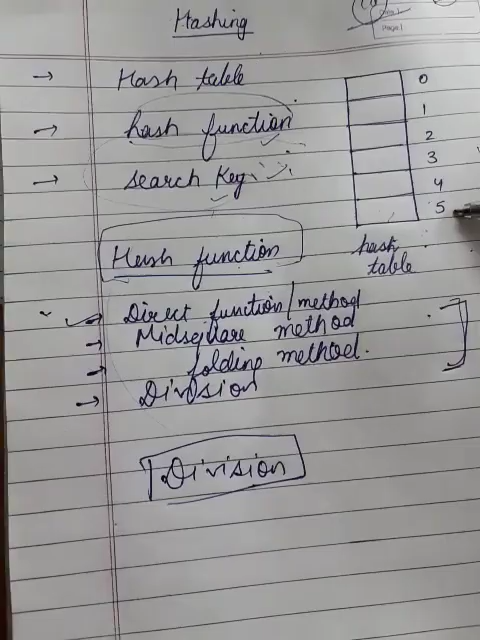 Hashing
Page
→ Hash table
→ hash function
→ search Key
0
1
2
3
4
5
hash
table
Hash function
→ Direct function/method
→ Midsquare method
→ folding method.
→ Division
Division